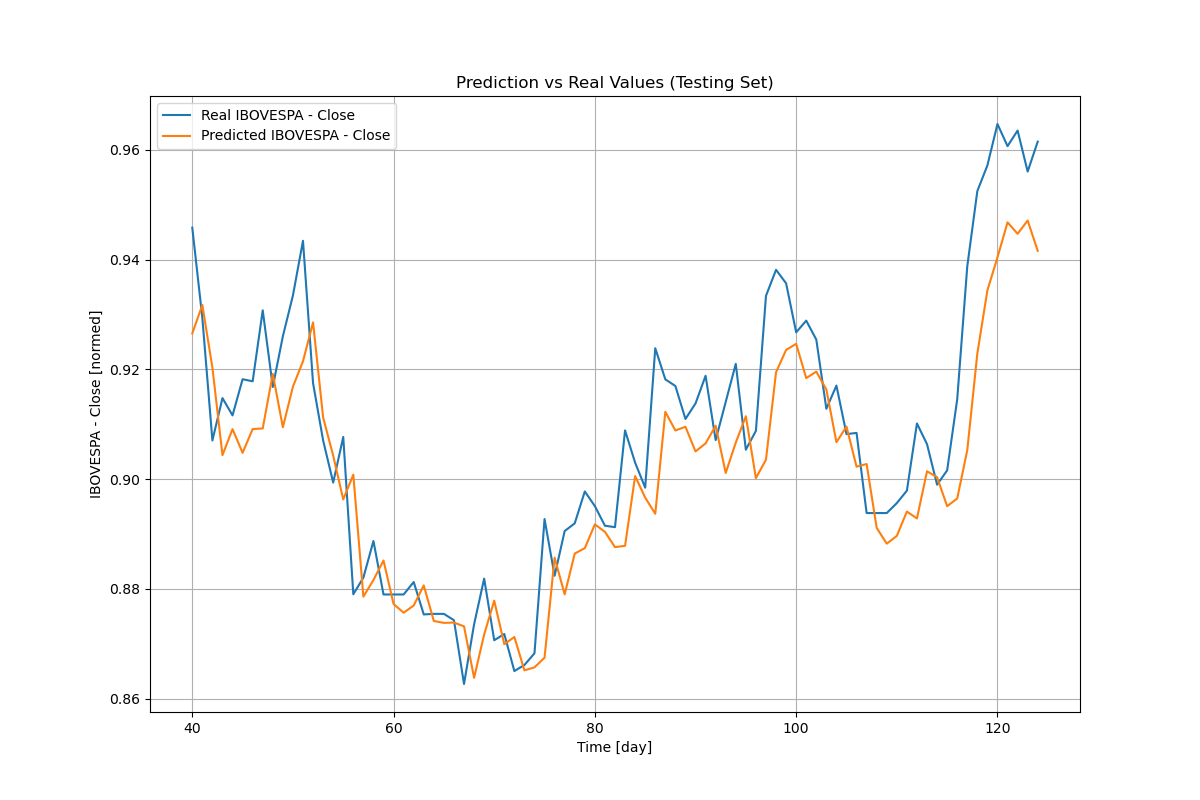 Prediction vs Real Values (Testing Set)
Real IBOVESPA - Close
Predicted IBOVESPA - Close
IBOVESPA - Close [normed]
0.96
0.94
0.92
0.90
0.88
0.86
40 60 80 100 120
Time [day]